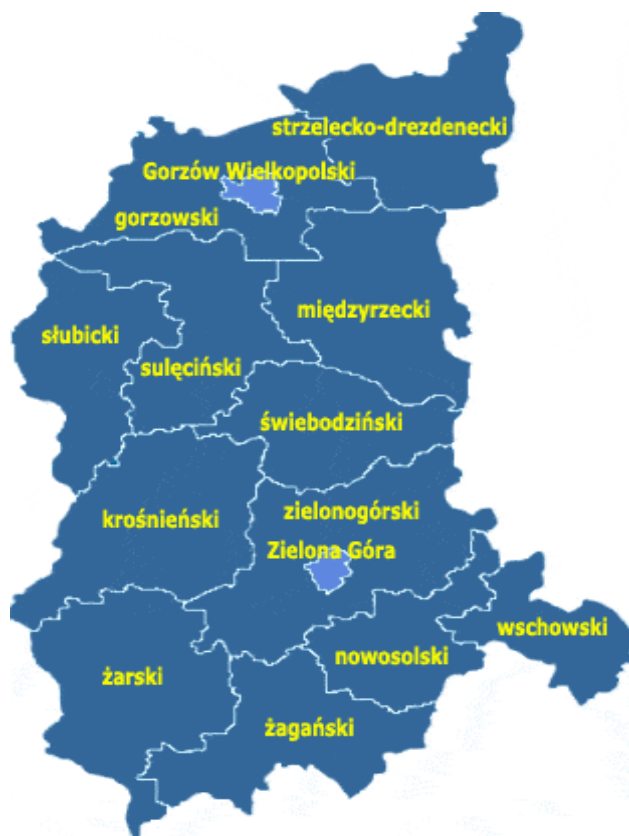 strzelecko-drezdenecki
Gorzów Wielkopolski
gorzowski
międzyrzecki
słubicki
sulęciński
świebodziński
zielonogórski
krośnieński
Zielona Góra
wschowski
nowosolski
żarski
żagański